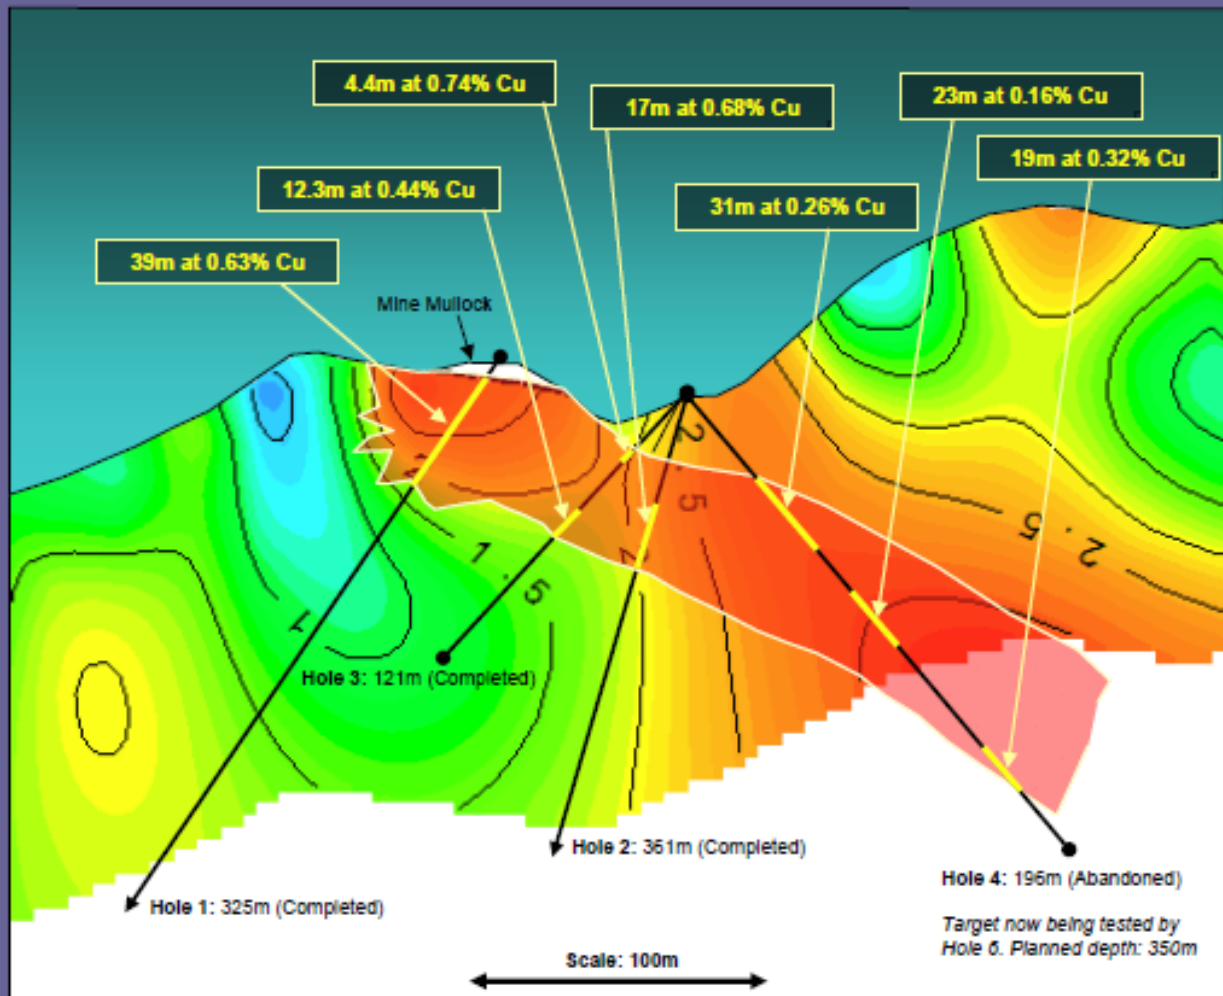 4.4m at 0.74% Cu
17m at 0.68% Cu
23m at 0.16% Cu
19m at 0.32% Cu
12.3m at 0.44% Cu
31m at 0.26% Cu
39m at 0.63% Cu
Mine Mullock
2
2
5
2.5
2
1.5
1
Hole 3: 121m (Completed)
Hole 2: 361m (Completed)
Hole 4: 196m (Abandoned)
Hole 1: 325m (Completed)
Target now being tested by
Hole 6. Planned depth: 350m
Scale: 100m